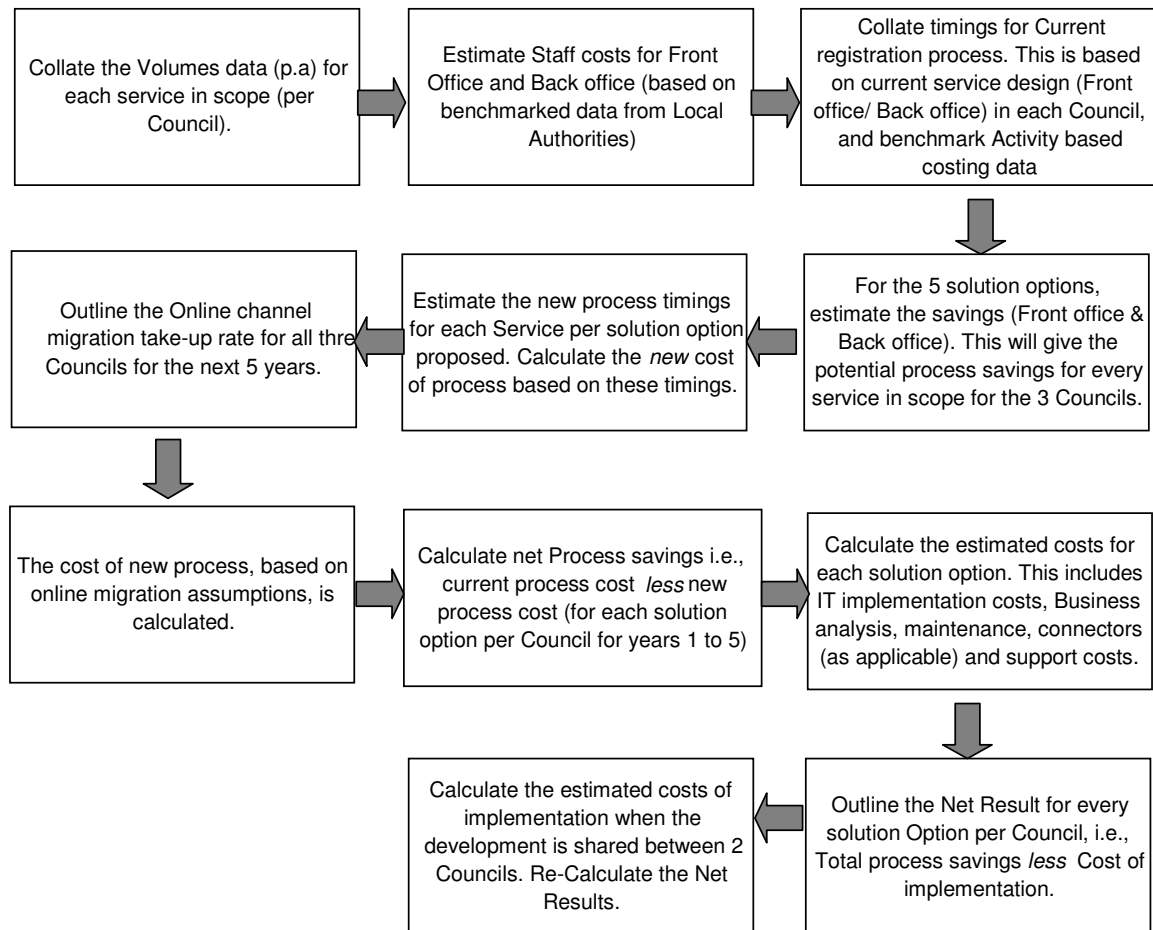 Collate the Volumes data (p.a) for
each service in scope (per
Council).
Estimate Staff costs for Front
Office and Back office (based on
benchmarked data from Local
Authorities)
Collate timings for Current
registration process. This is based
on current service design (Front
office/ Back office) in each Council,
and benchmark Activity based
costing data
For the 5 solution options,
estimate the savings (Front office &
Back office). This will give the
potential process savings for every
service in scope for the 3 Councils.
Estimate the new process timings
for each Service per solution option
proposed. Calculate the new cost
of process based on these timings.
Outline the Online channel
migration take-up rate for all thre
Councils for the next 5 years.
The cost of new process, based on
online migration assumptions, is
calculated.
Calculate net Process savings i.e.,
current process cost less new
process cost (for each solution
option per Council for years 1 to 5)
Calculate the estimated costs for
each solution option. This includes
IT implementation costs, Business
analysis, maintenance, connectors
(as applicable) and support costs.
Outline the Net Result for every
solution Option per Council, i.e.,
Total process savings less Cost of
implementation.
Calculate the estimated costs of
implementation when the
development is shared between 2
Councils. Re-Calculate the Net
Results.